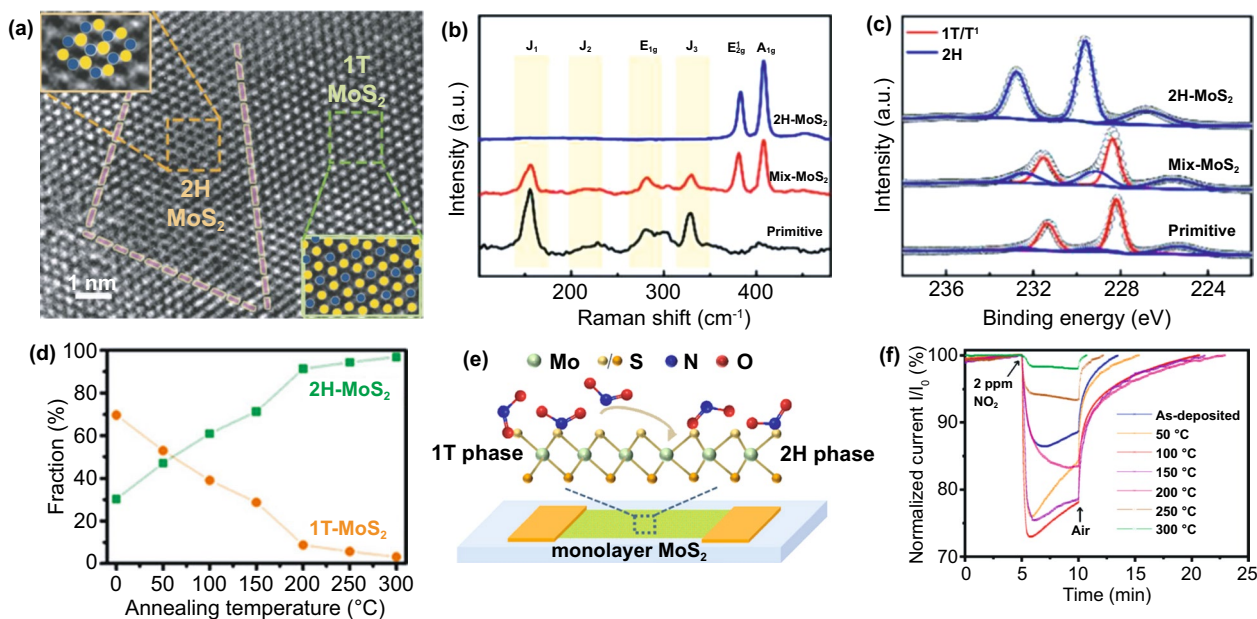 (a)
1T
MoS₂
2H
MoS₂
1 nm
(b)
J₁ J₂ E₁g J₃ E¹₂g A₁g
2H-MoS₂
Mix-MoS₂
Primitive
Intensity (a.u.)
200 300 400
Raman shift (cm⁻¹)
(c)
1T/T¹
2H
2H-MoS₂
Mix-MoS₂
Primitive
Intensity (a.u.)
236 232 228 224
Binding energy (eV)
(d)
100
80
60
40
20
0
Fraction (%)
2H-MoS₂
1T-MoS₂
0 50 100 150 200 250 300
Annealing temperature (°C)
(e)
Mo / S N O
1T phase
2H phase
monolayer MoS₂
(f)
100
90
80
70
Normalized current I/I₀ (%)
2 ppm
NO₂
As-deposited
50 °C
100 °C
150 °C
200 °C
250 °C
300 °C
Air
0 5 10 15 20 25
Time (min)